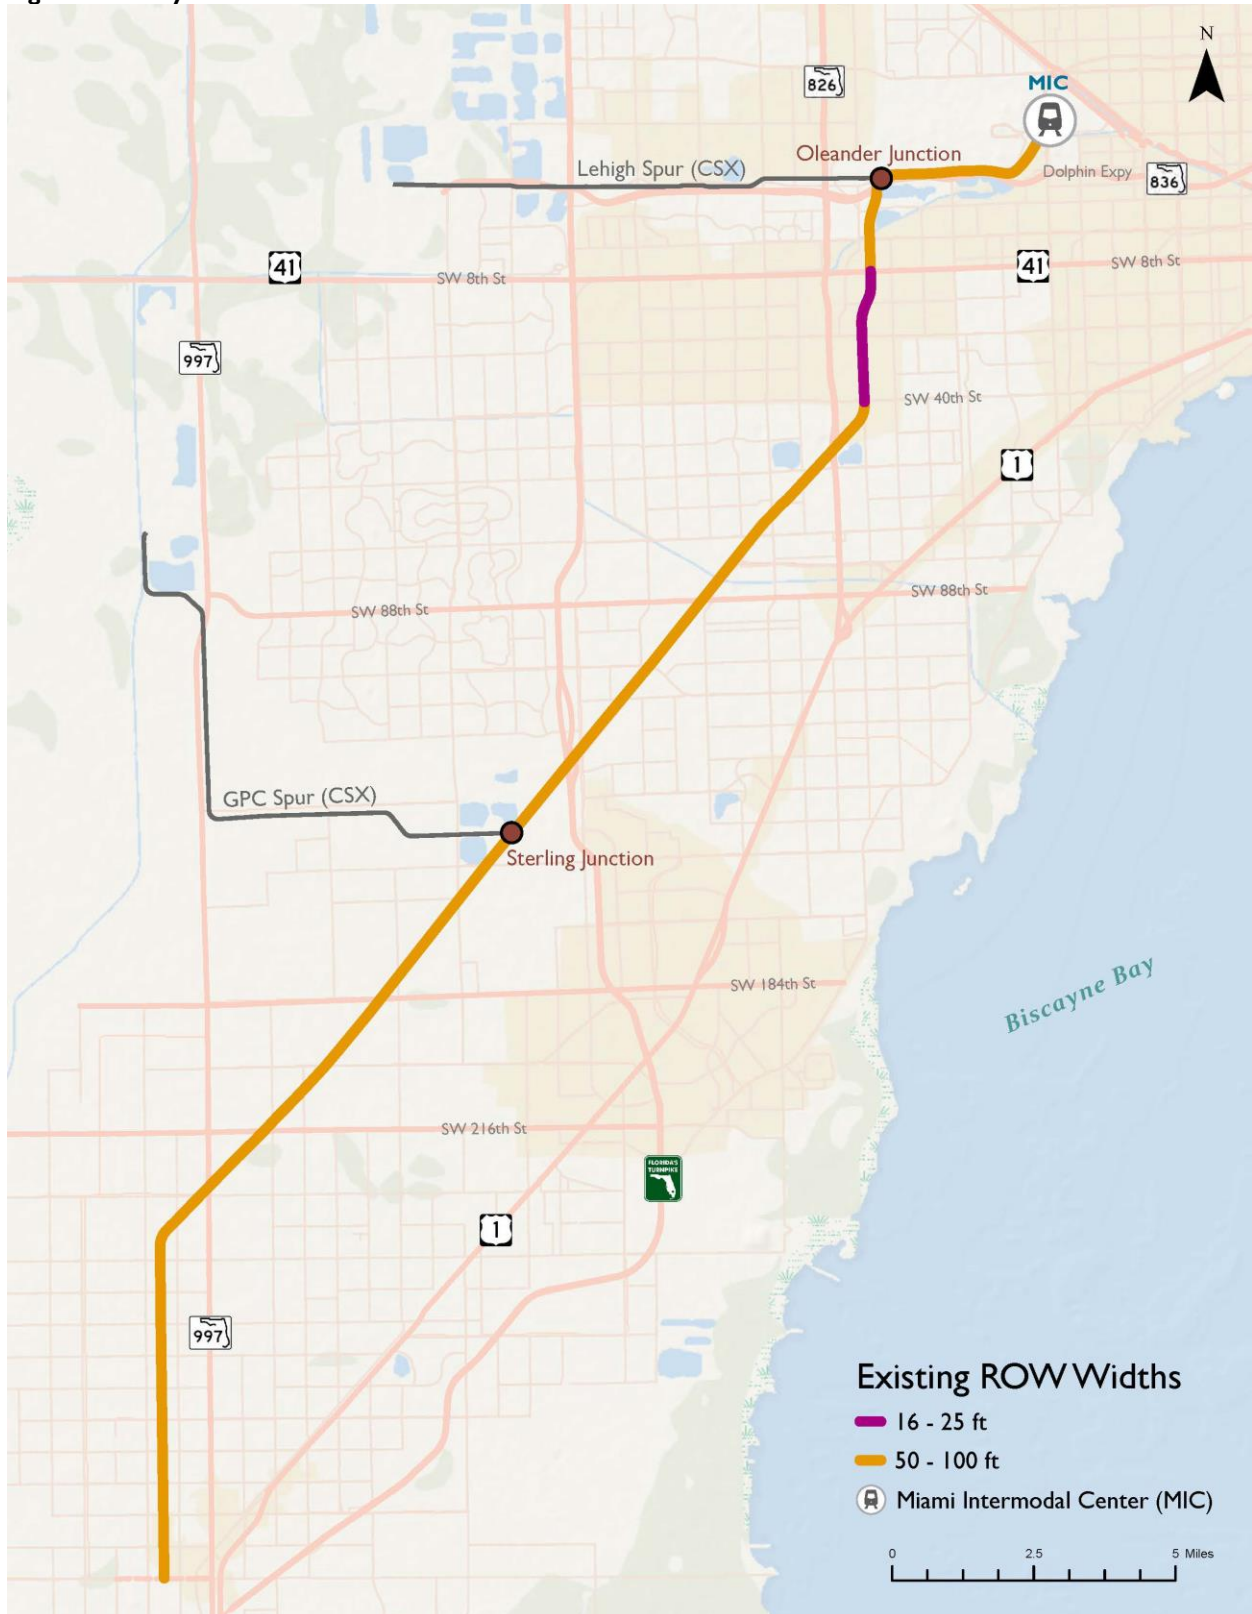 N
826
MIC
Oleander Junction
Lehigh Spur (CSX)
Dolphin Expy
836
41
SW 8th St
41
SW 8th St
997
SW 40th St
1
SW 88th St
SW 88th St
GPC Spur (CSX)
Sterling Junction
SW 184th St
Biscayne Bay
SW 216th St
FLORIDA'S
TURNPIKE
1
997
Existing ROW Widths
16 - 25 ft
50 - 100 ft
Miami Intermodal Center (MIC)
0 2.5 5 Miles